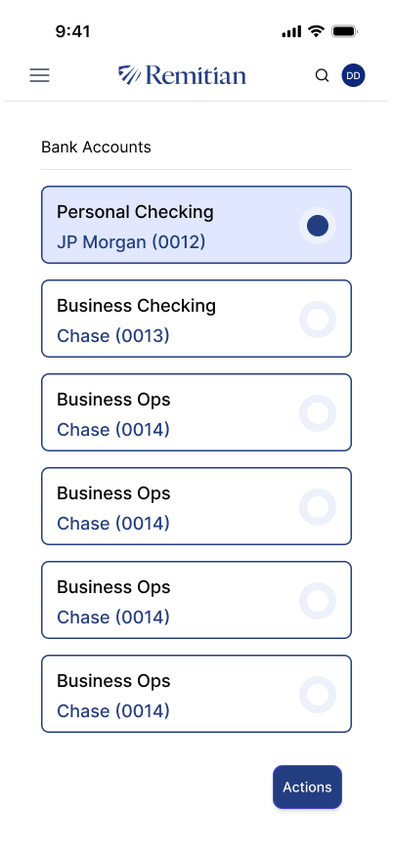 9:41
Remitian
DD
Bank Accounts
Personal Checking
JP Morgan (0012)
Business Checking
Chase (0013)
Business Ops
Chase (0014)
Business Ops
Chase (0014)
Business Ops
Chase (0014)
Business Ops
Chase (0014)
Actions